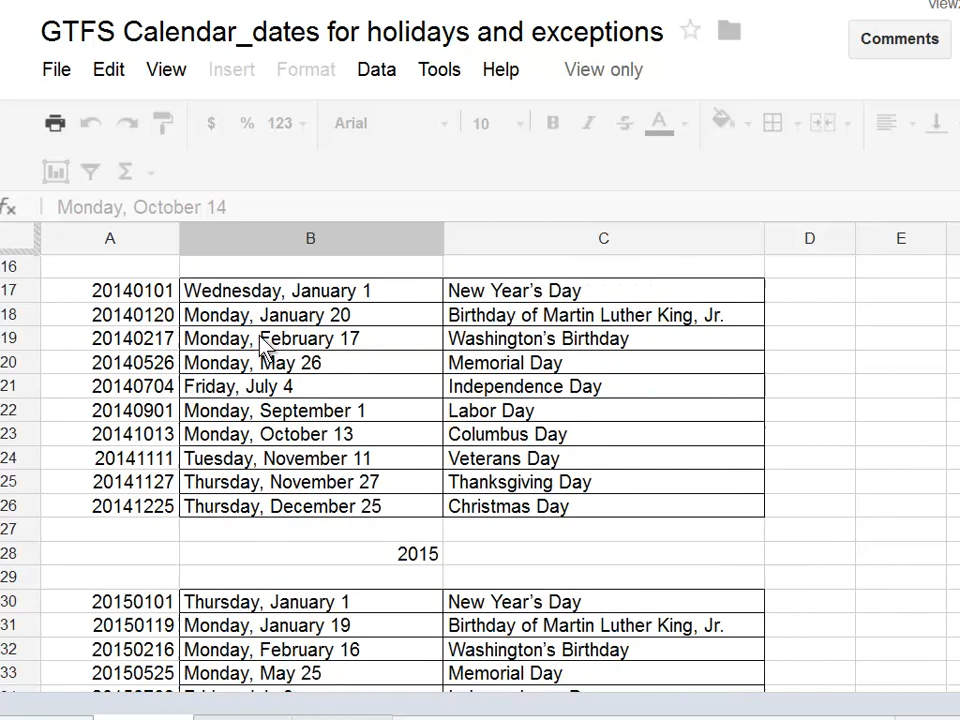 View
GTFS Calendar_dates for holidays and exceptions
Comments
File Edit View Insert Format Data Tools Help View only
$ % 123 Arial 10 B I S A
Σ
fx Monday, October 14
A B C D E
16
17 20140101 Wednesday, January 1 New Year’s Day
18 20140120 Monday, January 20 Birthday of Martin Luther King, Jr.
19 20140217 Monday, February 17 Washington’s Birthday
20 20140526 Monday, May 26 Memorial Day
21 20140704 Friday, July 4 Independence Day
22 20140901 Monday, September 1 Labor Day
23 20141013 Monday, October 13 Columbus Day
24 20141111 Tuesday, November 11 Veterans Day
25 20141127 Thursday, November 27 Thanksgiving Day
26 20141225 Thursday, December 25 Christmas Day
27
28 2015
29
30 20150101 Thursday, January 1 New Year’s Day
31 20150119 Monday, January 19 Birthday of Martin Luther King, Jr.
32 20150216 Monday, February 16 Washington’s Birthday
33 20150525 Monday, May 25 Memorial Day